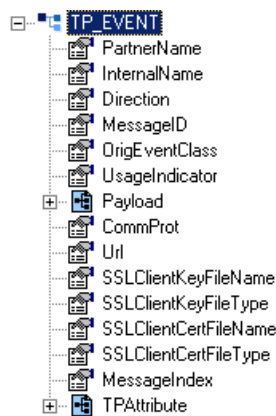 TP_EVENT
PartnerName
InternalName
Direction
MessageID
OrigEventClass
UsageIndicator
Payload
CommProt
Url
SSLClientKeyFileName
SSLClientKeyFileType
SSLClientCertFileName
SSLClientCertFileType
MessageIndex
TPAttribute